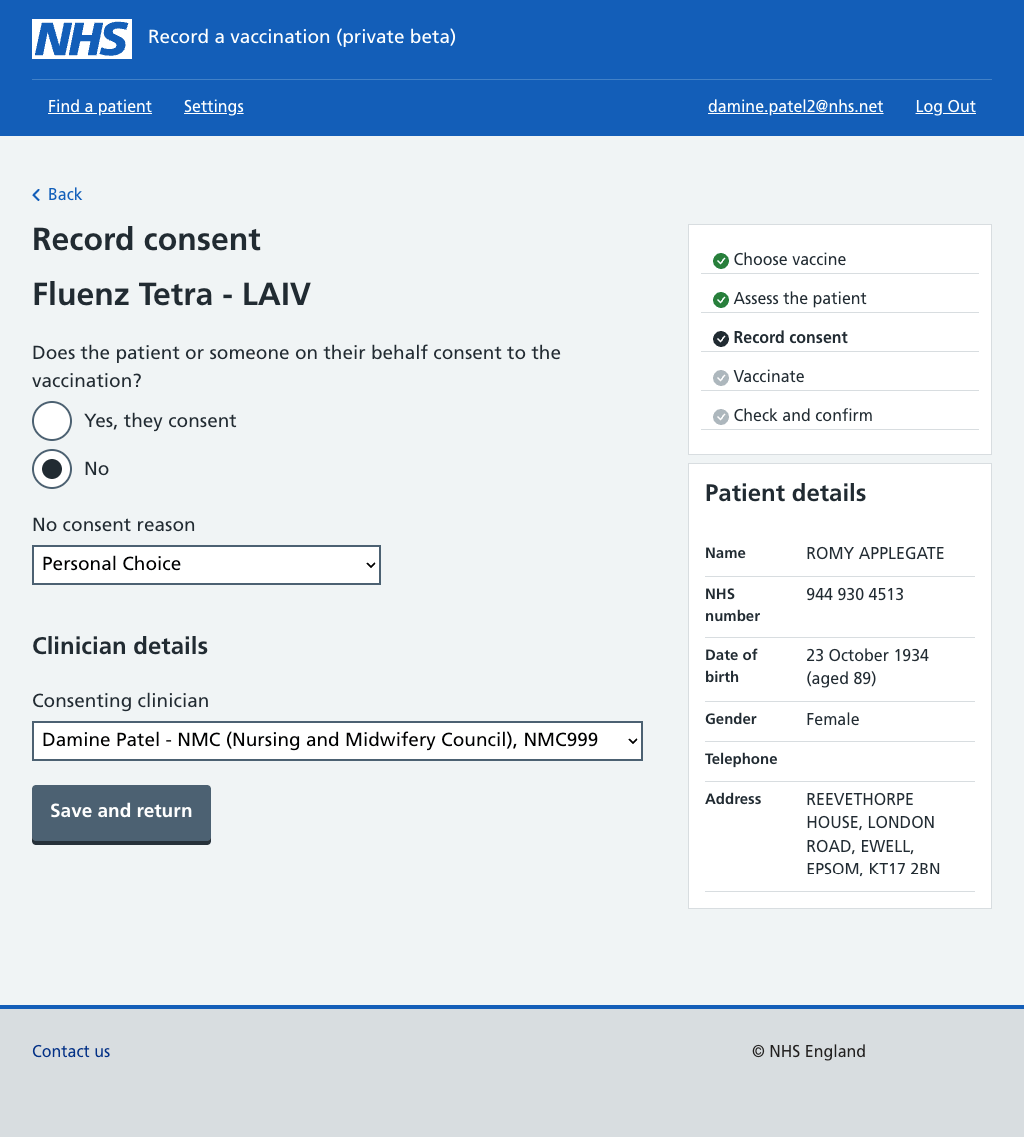 NHS Record a vaccination (private beta)
Find a patient Settings damine.patel2@nhs.net Log Out
Back
Record consent
Fluenz Tetra - LAIV
Does the patient or someone on their behalf consent to the
vaccination?
Yes, they consent
No
No consent reason
Personal Choice
Clinician details
Consenting clinician
Damine Patel - NMC (Nursing and Midwifery Council), NMC999
Save and return
Choose vaccine
Assess the patient
Record consent
Vaccinate
Check and confirm
Patient details
Name ROMY APPLEGATE
NHS 944 930 4513
number
Date of 23 October 1934
birth (aged 89)
Gender Female
Telephone
Address REEVETHORPE
HOUSE, LONDON
ROAD, EWELL,
EPSOM, KT17 2BN
Contact us © NHS England